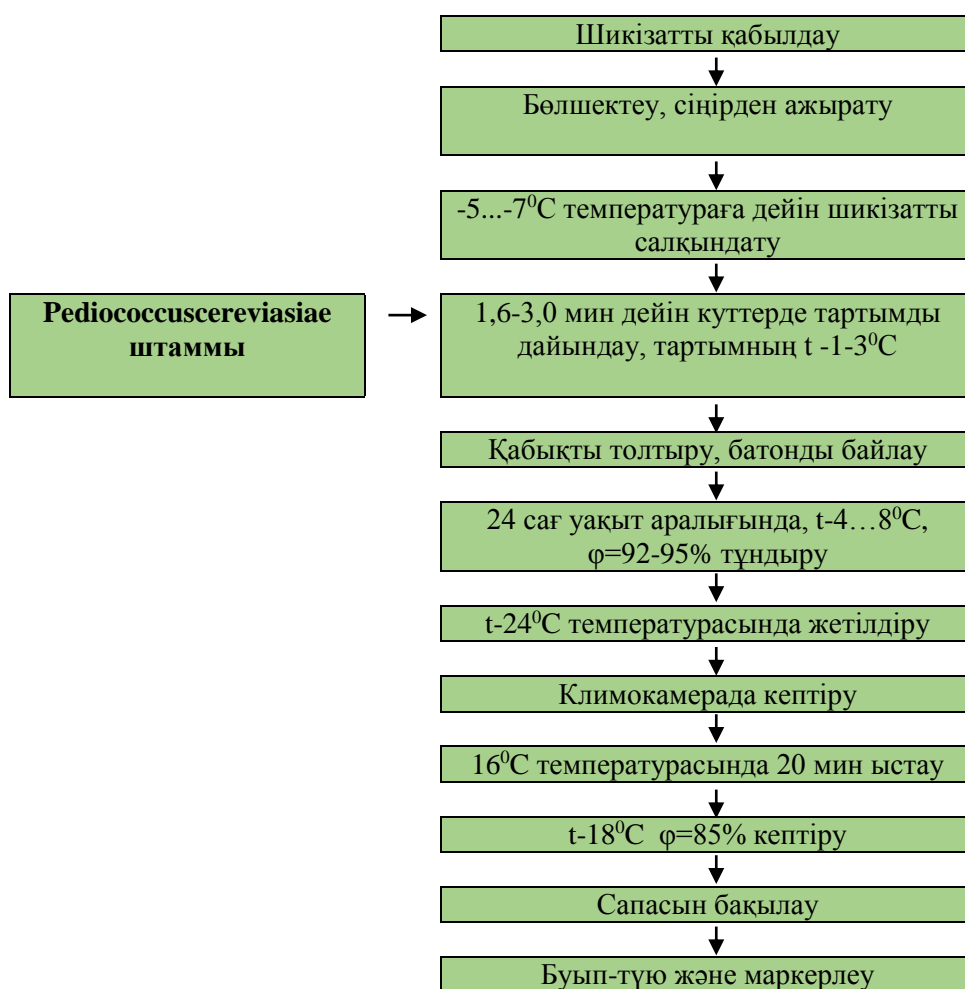 Шикізатты қабылдау
Бөлшектеу, сіңірден ажырату
-5...-7⁰С температураға дейін шикізатты
салқындату
Pediococcuscereviasiae
штаммы
1,6-3,0 мин дейін куттерде тартымды
дайындау, тартымның t -1-3⁰С
Қабықты толтыру, батонды байлау
24 сағ уақыт аралығында, t-4…8⁰С,
φ=92-95% тұндыру
t-24⁰С температурасында жетілдіру
Климокамерада кептіру
16⁰С температурасында 20 мин ыстау
t-18⁰С φ=85% кептіру
Сапасын бақылау
Буып-түю және маркерлеу